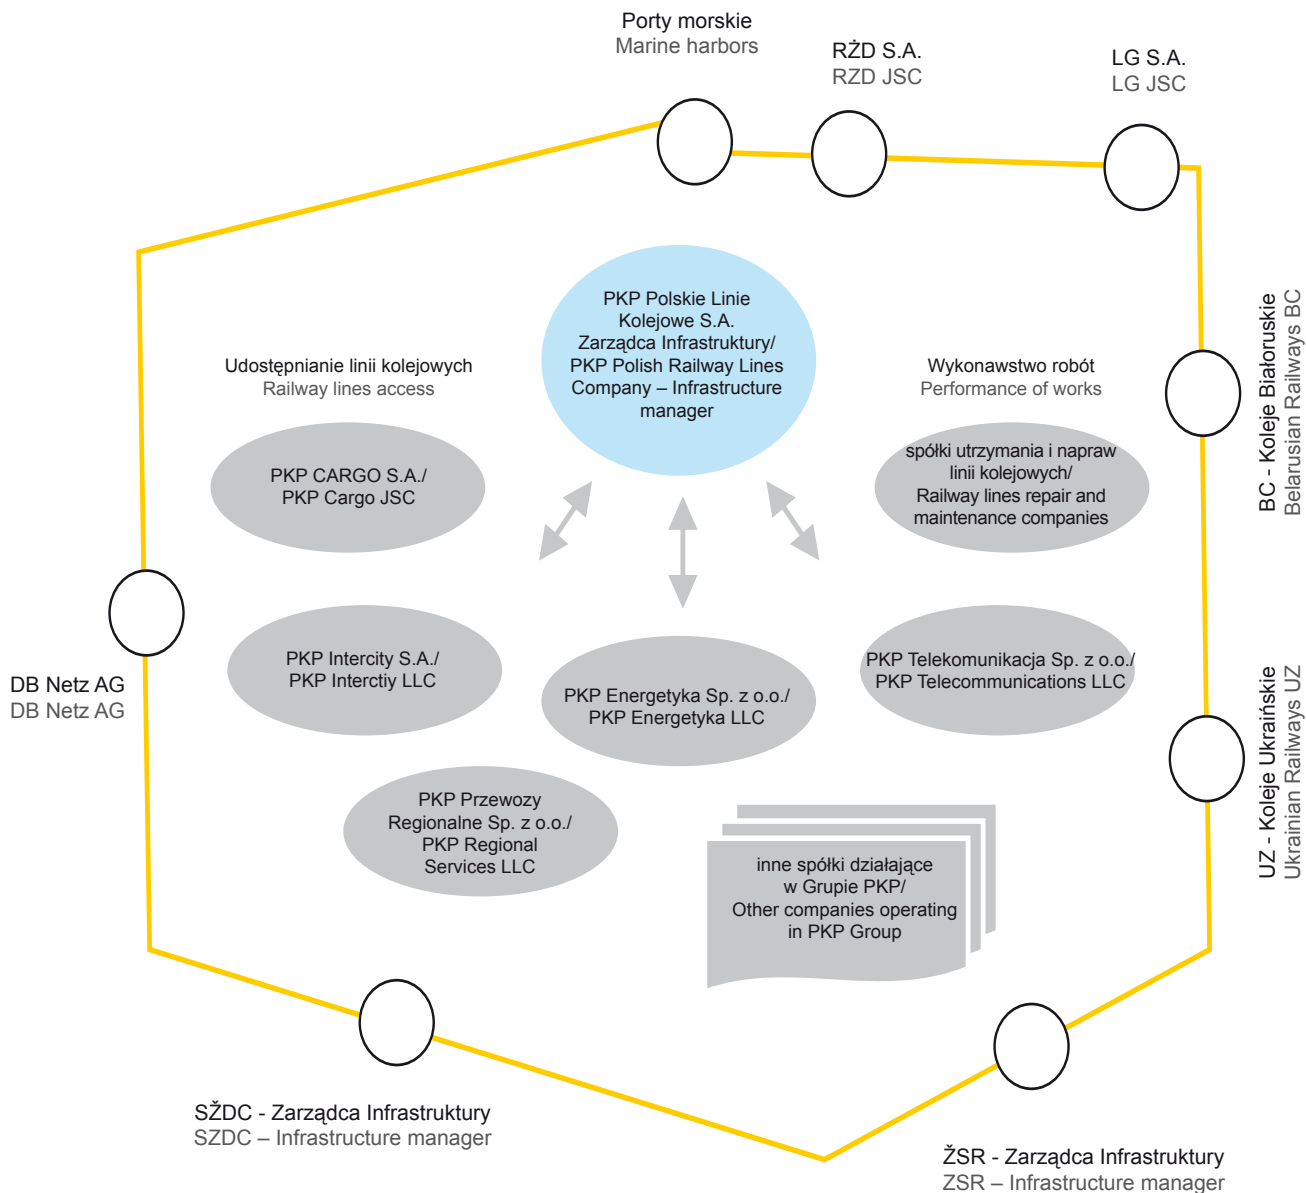 Porty morskie
Marine harbors
RŻD S.A.
RZD JSC
LG S.A.
LG JSC
PKP Polskie Linie
Kolejowe S.A.
Zarządca Infrastruktury/
PKP Polish Railway Lines
Company – Infrastructure
manager
Udostępnianie linii kolejowych
Railway lines access
Wykonawstwo robót
Performance of works
BC - Koleje Białoruskie
Belarusian Railways BC
PKP CARGO S.A./
PKP Cargo JSC
spółki utrzymania i napraw
linii kolejowych/
Railway lines repair and
maintenance companies
DB Netz AG
DB Netz AG
PKP Intercity S.A./
PKP Interctiy LLC
PKP Energetyka Sp. z o.o./
PKP Energetyka LLC
PKP Telekomunikacja Sp. z o.o./
PKP Telecommunications LLC
UZ - Koleje Ukraińskie
Ukrainian Railways UZ
PKP Przewozy
Regionalne Sp. z o.o./
PKP Regional
Services LLC
inne spółki działające
w Grupie PKP/
Other companies operating
in PKP Group
SŽDC - Zarządca Infrastruktury
SZDC – Infrastructure manager
ŽSR - Zarządca Infrastruktury
ZSR – Infrastructure manager